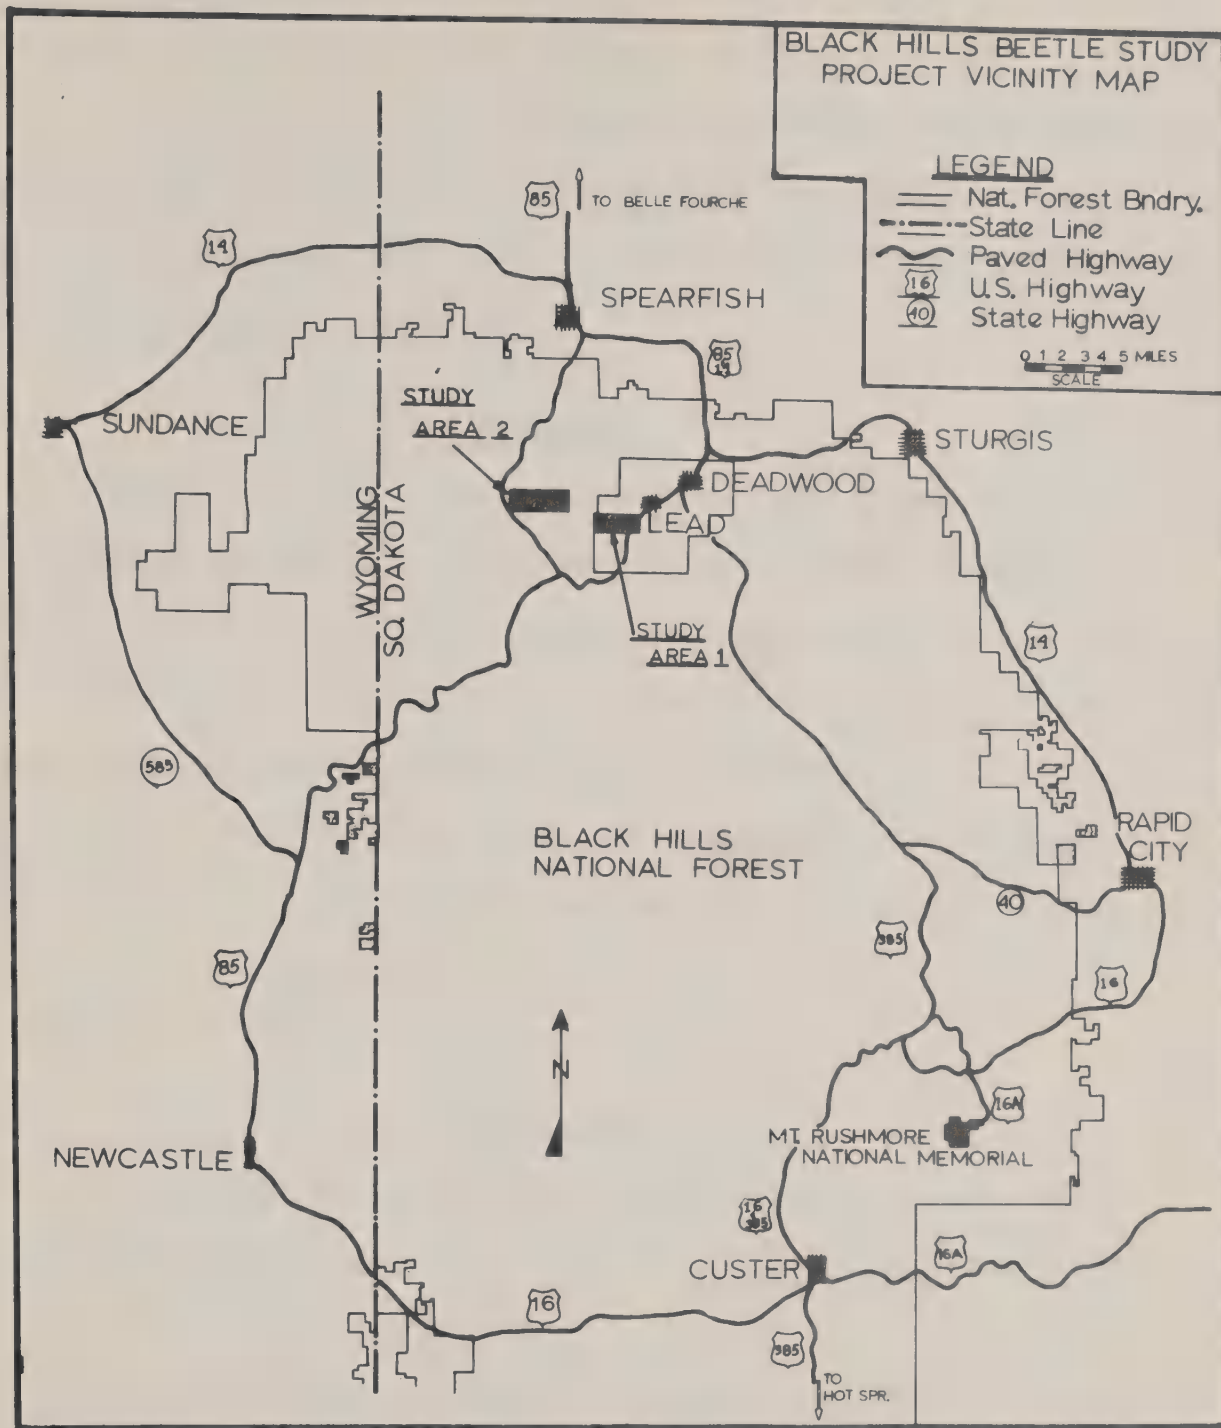 BLACK HILLS BEETLE STUDY
PROJECT VICINITY MAP
LEGEND
Nat. Forest Bndry.
State Line
Paved Highway
16
U.S. Highway
40
State Highway
0 1 2 3 4 5 MILES
SCALE
85
TO BELLE FOURCHE
14
SPEARFISH
85
14
STUDY
AREA 2
SUNDANCE
STURGIS
DEADWOOD
LEAD
WYOMING
SO. DAKOTA
STUDY
AREA 1
14
585
BLACK HILLS
NATIONAL FOREST
RAPID
CITY
40
385
85
16
N
16A
MT. RUSHMORE
NATIONAL MEMORIAL
NEWCASTLE
16
385
CUSTER
16A
16
385
TO
HOT SPR.